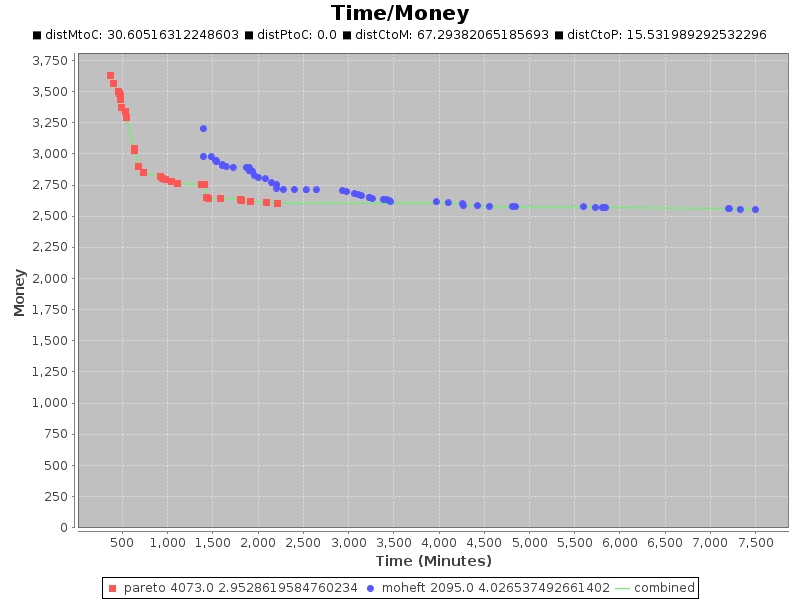 Time/Money
distMtoC: 30.60516312248603 distPtoC: 0.0 distCtoM: 67.29382065185693 distCtoP: 15.531989292532296
3,750
3,500
3,250
3,000
2,750
2,500
2,250
2,000
1,750
1,500
1,250
1,000
750
500
250
0
Money
500 1,000 1,500 2,000 2,500 3,000 3,500 4,000 4,500 5,000 5,500 6,000 6,500 7,000 7,500
Time (Minutes)
pareto 4073.0 2.9528619584760234 moheft 2095.0 4.026537492661402 combined